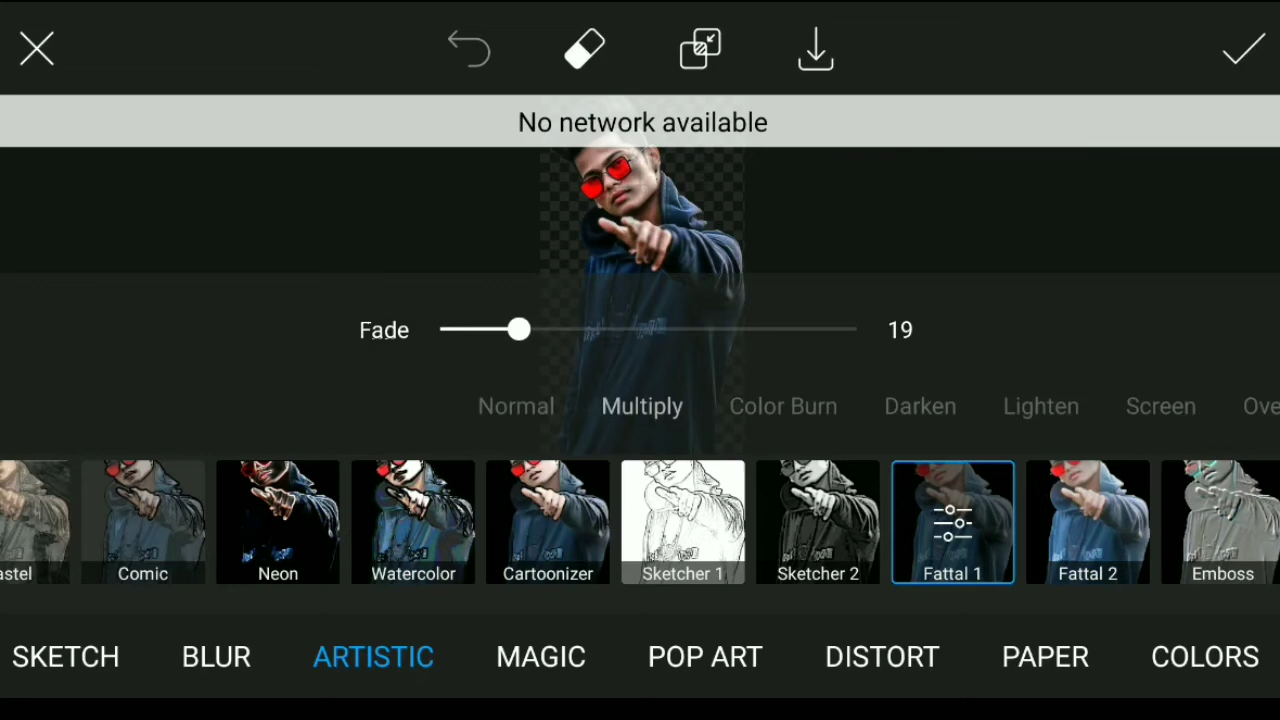 No network available
Fade 19
Normal Multiply Color Burn Darken Lighten Screen Ove
astel Comic Neon Watercolor Cartoonizer Sketcher 1 Sketcher 2 Fattal 1 Fattal 2 Emboss
SKETCH BLUR ARTISTIC MAGIC POP ART DISTORT PAPER COLORS